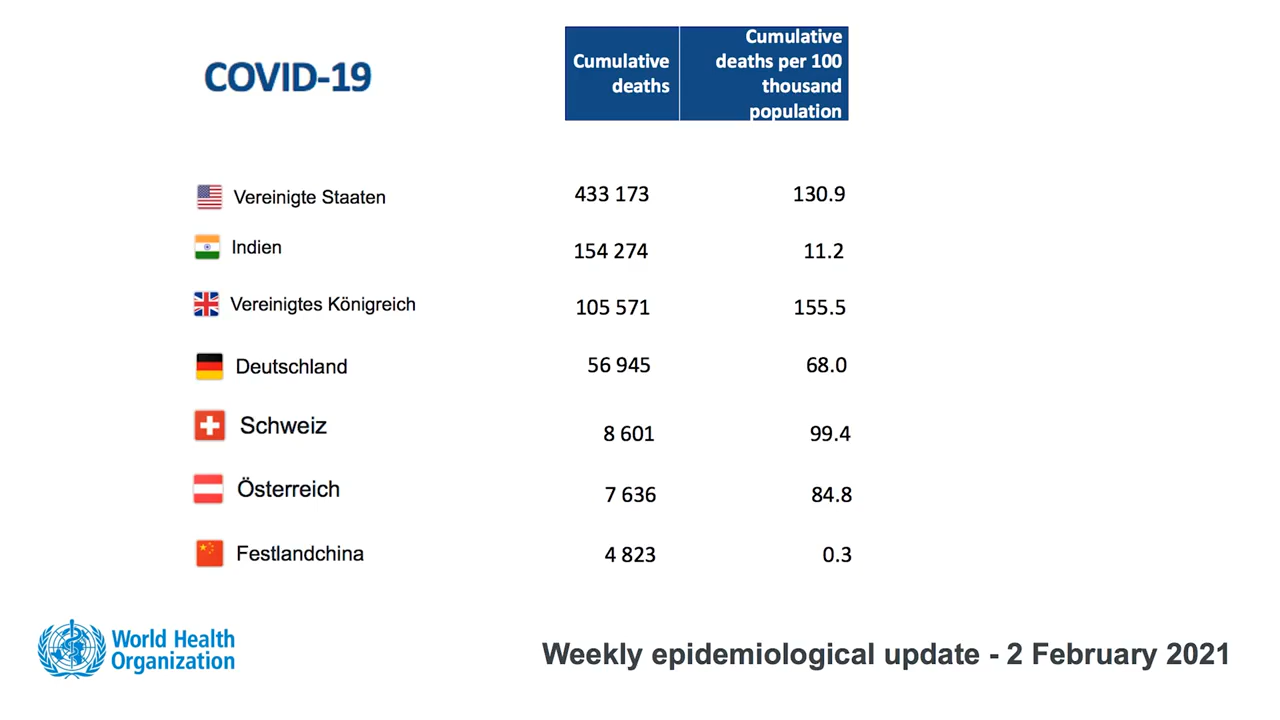 COVID-19
Cumulative
deaths
Cumulative
deaths per 100
thousand
population
Vereinigte Staaten 433 173 130.9
Indien 154 274 11.2
Vereinigtes Königreich 105 571 155.5
Deutschland 56 945 68.0
Schweiz 8 601 99.4
Österreich 7 636 84.8
Festlandchina 4 823 0.3
World Health
Organization
Weekly epidemiological update - 2 February 2021